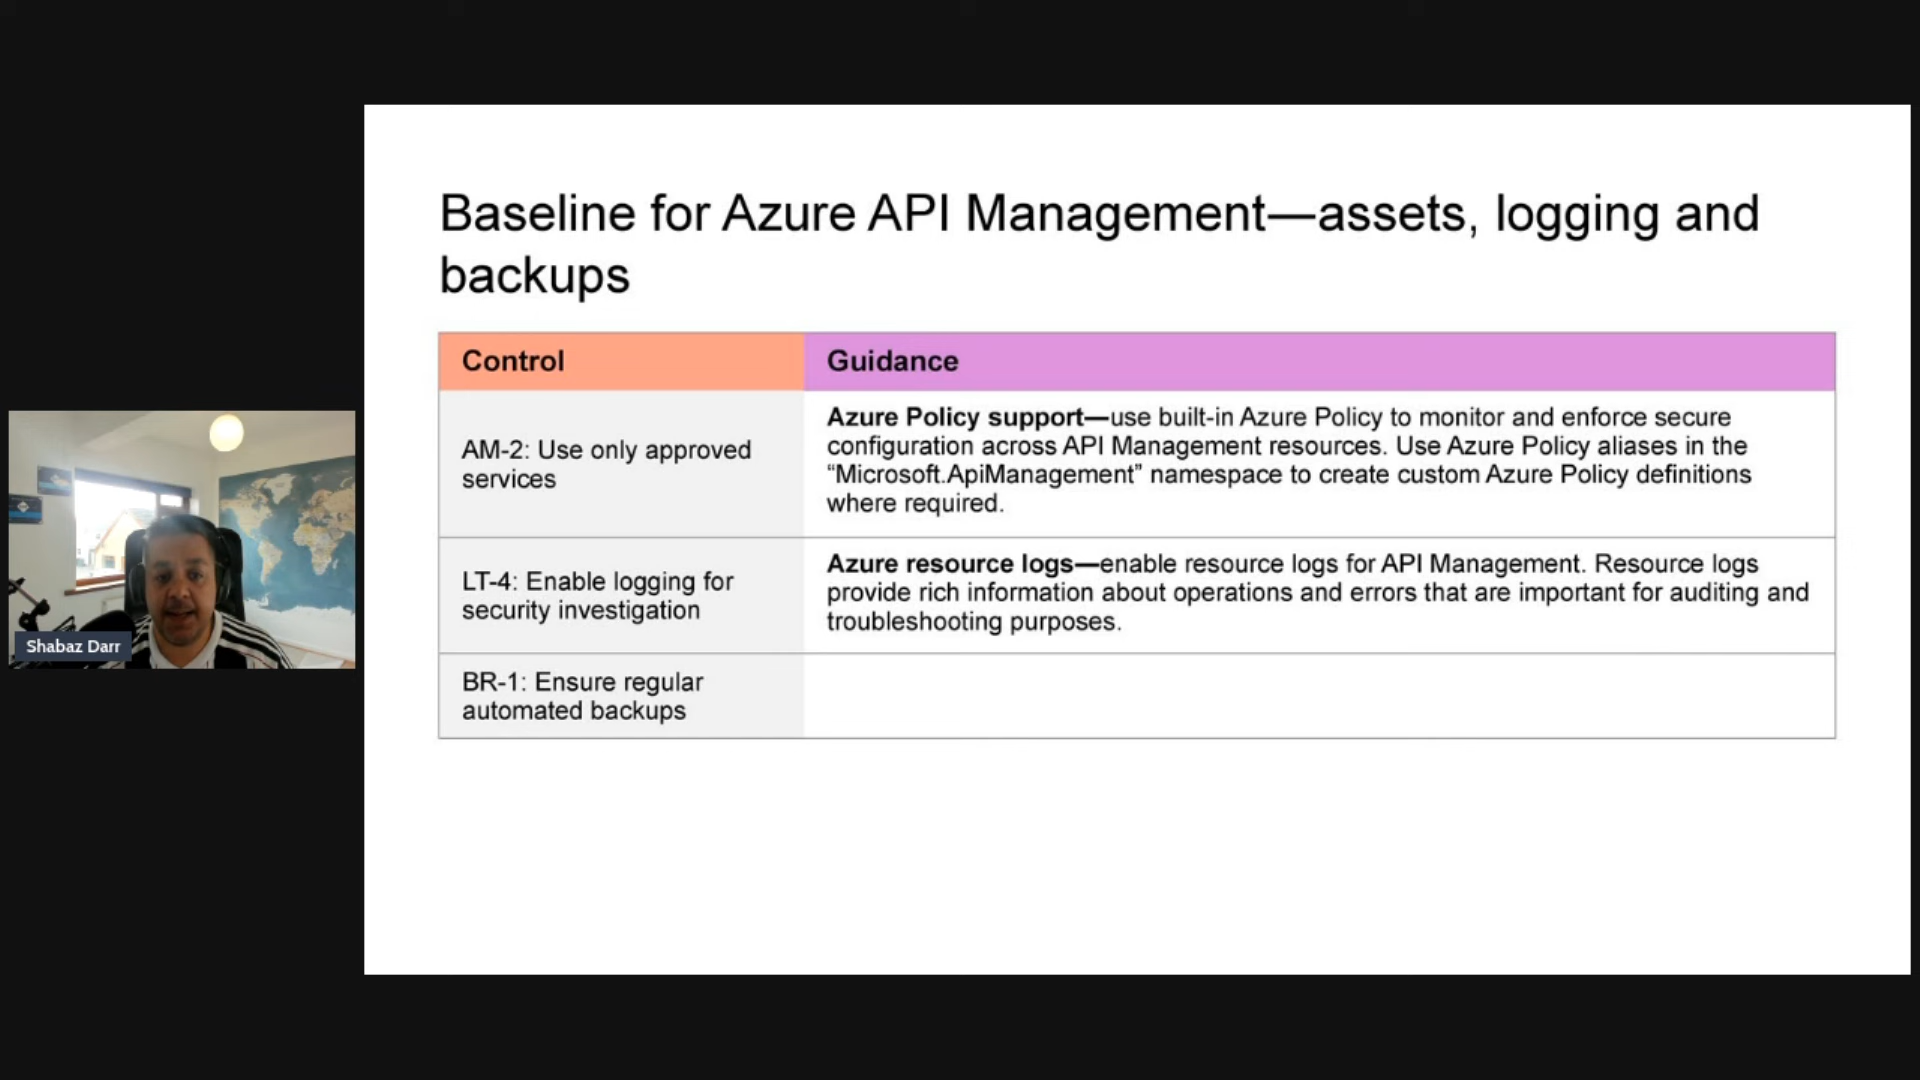 Baseline for Azure API Management—assets, logging and
backups
Control
Guidance
AM-2: Use only approved
services
Azure Policy support—use built-in Azure Policy to monitor and enforce secure
configuration across API Management resources. Use Azure Policy aliases in the
“Microsoft.ApiManagement” namespace to create custom Azure Policy definitions
where required.
LT-4: Enable logging for
security investigation
Azure resource logs—enable resource logs for API Management. Resource logs
provide rich information about operations and errors that are important for auditing and
troubleshooting purposes.
BR-1: Ensure regular
automated backups
Shabaz Darr